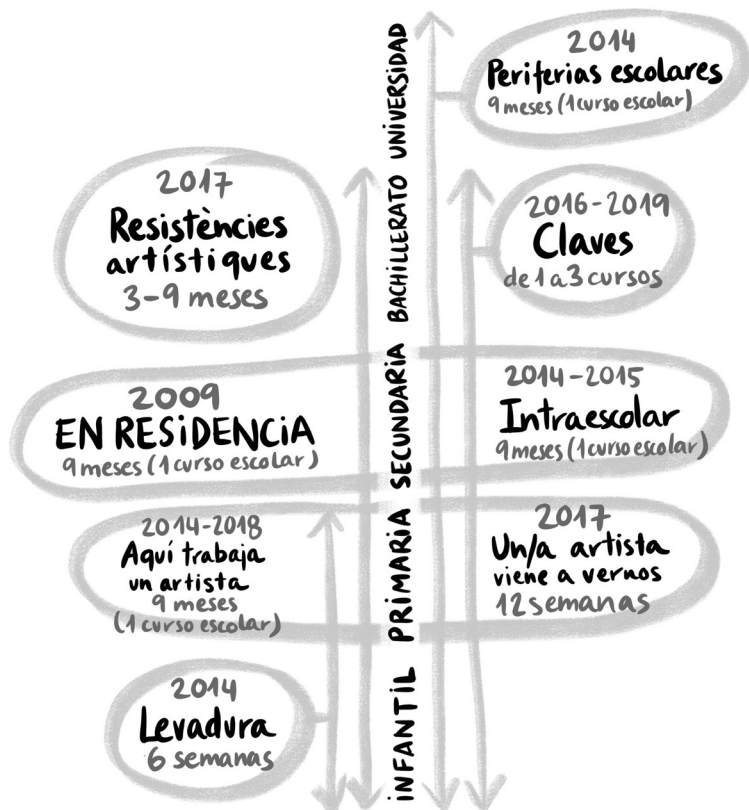 2014
Periferias escolares
9 meses (1 curso escolar)
2017
Resistències
artístiques
3-9 meses
2016-2019
Claves
de 1 a 3 cursos
2009
EN RESiDENCiA
9 meses (1 curso escolar)
2014-2015
Intraescolar
9 meses (1 curso escolar)
2014-2018
Aquí trabaja
un artista
9 meses
(1 curso escolar)
2017
Un/a artista
viene a vernos
12 semanas
2014
Levadura
6 semanas
iNFANTiL PRiMARiA SECUNDARiA BACHiLLERATO UNiVERSiDAD